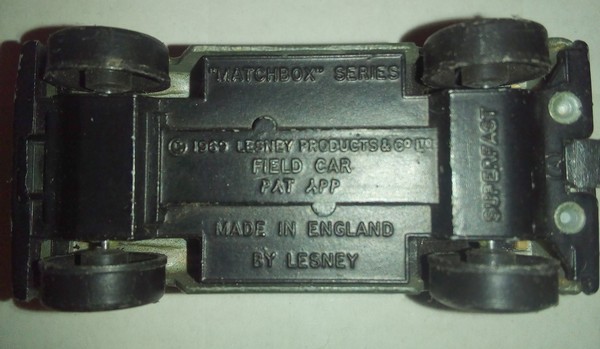 "MATCHBOX" SERIES
© 1969 LESNEY PRODUCTS & Co LTD
FIELD CAR
PAT APP
MADE IN ENGLAND
BY LESNEY
SUPERFAST